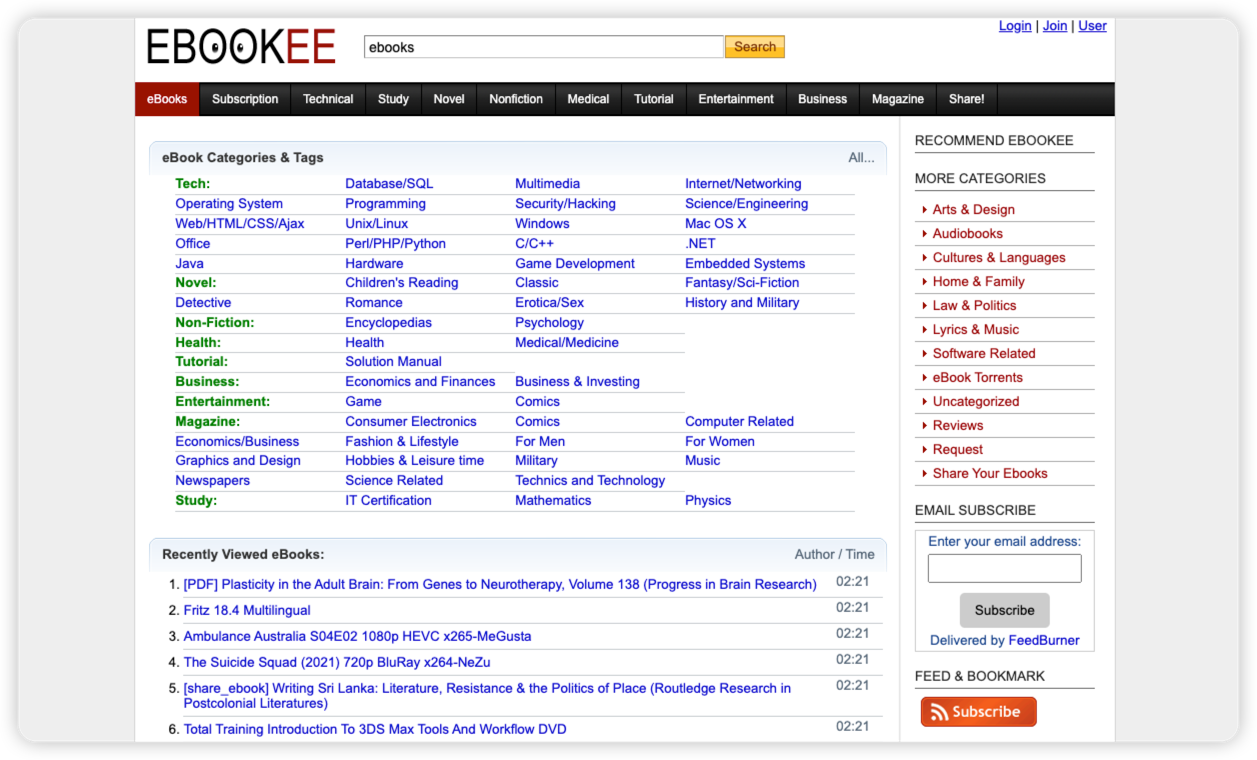 Login | Join | User
EBOOKEE
ebooks
Search
eBooks Subscription Technical Study Novel Nonfiction Medical Tutorial Entertainment Business Magazine Share!
eBook Categories & Tags All...
Tech: Database/SQL Multimedia Internet/Networking
Operating System Programming Security/Hacking Science/Engineering
Web/HTML/CSS/Ajax Unix/Linux Windows Mac OS X
Office Perl/PHP/Python C/C++ .NET
Java Hardware Game Development Embedded Systems
Novel: Children's Reading Classic Fantasy/Sci-Fiction
Detective Romance Erotica/Sex History and Military
Non-Fiction: Encyclopedias Psychology
Health: Health Medical/Medicine
Tutorial: Solution Manual
Business: Economics and Finances Business & Investing
Entertainment: Game Comics
Magazine: Consumer Electronics Comics Computer Related
Economics/Business Fashion & Lifestyle For Men For Women
Graphics and Design Hobbies & Leisure time Military Music
Newspapers Science Related Technics and Technology
Study: IT Certification Mathematics Physics
Recently Viewed eBooks: Author / Time
1. [PDF] Plasticity in the Adult Brain: From Genes to Neurotherapy, Volume 138 (Progress in Brain Research) 02:21
2. Fritz 18.4 Multilingual 02:21
3. Ambulance Australia S04E02 1080p HEVC x265-MeGusta 02:21
4. The Suicide Squad (2021) 720p BluRay x264-NeZu 02:21
5. [share_ebook] Writing Sri Lanka: Literature, Resistance & the Politics of Place (Routledge Research in 02:21
Postcolonial Literatures)
6. Total Training Introduction To 3DS Max Tools And Workflow DVD 02:21
RECOMMEND EBOOKEE
MORE CATEGORIES
Arts & Design
Audiobooks
Cultures & Languages
Home & Family
Law & Politics
Lyrics & Music
Software Related
eBook Torrents
Uncategorized
Reviews
Request
Share Your Ebooks
EMAIL SUBSCRIBE
Enter your email address:
Subscribe
Delivered by FeedBurner
FEED & BOOKMARK
Subscribe